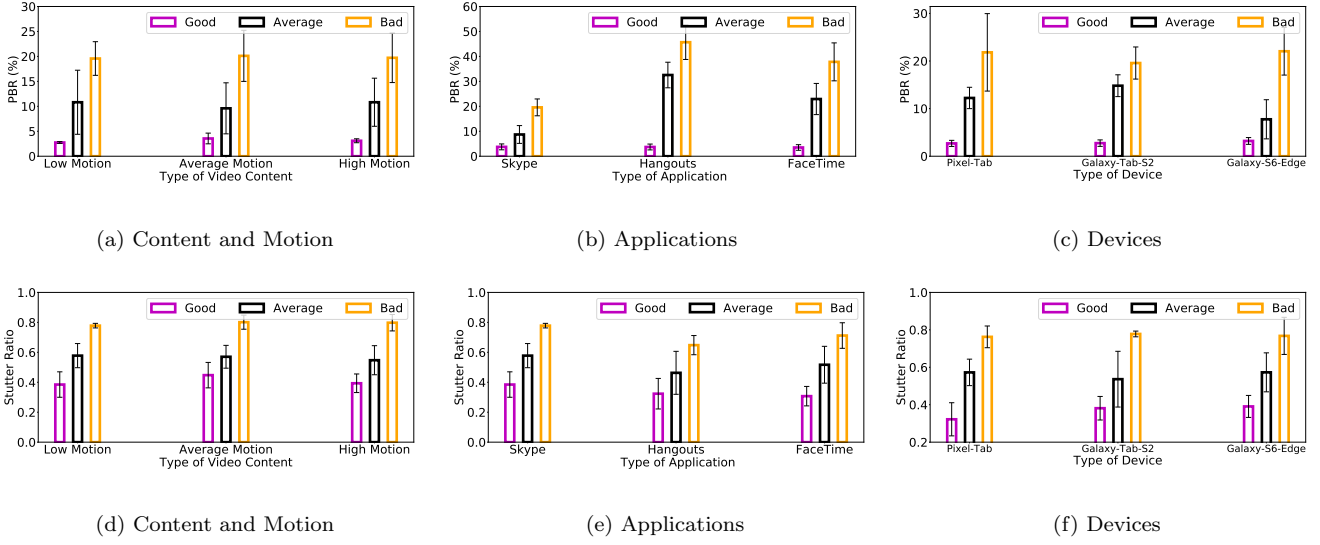 30
25
20
15
10
5
0
PBR (%)
Good Average Bad
Low Motion Average Motion High Motion
Type of Video Content
(a) Content and Motion
60
50
40
30
20
10
0
PBR (%)
Good Average Bad
Skype Hangouts FaceTime
Type of Application
(b) Applications
30
20
10
0
PBR (%)
Good Average Bad
Pixel-Tab Galaxy-Tab-S2 Galaxy-S6-Edge
Type of Device
(c) Devices
1.0
0.8
0.6
0.4
0.2
0.0
Stutter Ratio
Good Average Bad
Low Motion Average Motion High Motion
Type of Video Content
(d) Content and Motion
1.0
0.8
0.6
0.4
0.2
0.0
Stutter Ratio
Good Average Bad
Skype Hangouts FaceTime
Type of Application
(e) Applications
1.0
0.8
0.6
0.4
0.2
Stutter Ratio
Good Average Bad
Pixel-Tab Galaxy-Tab-S2 Galaxy-S6-Edge
Type of Device
(f) Devices